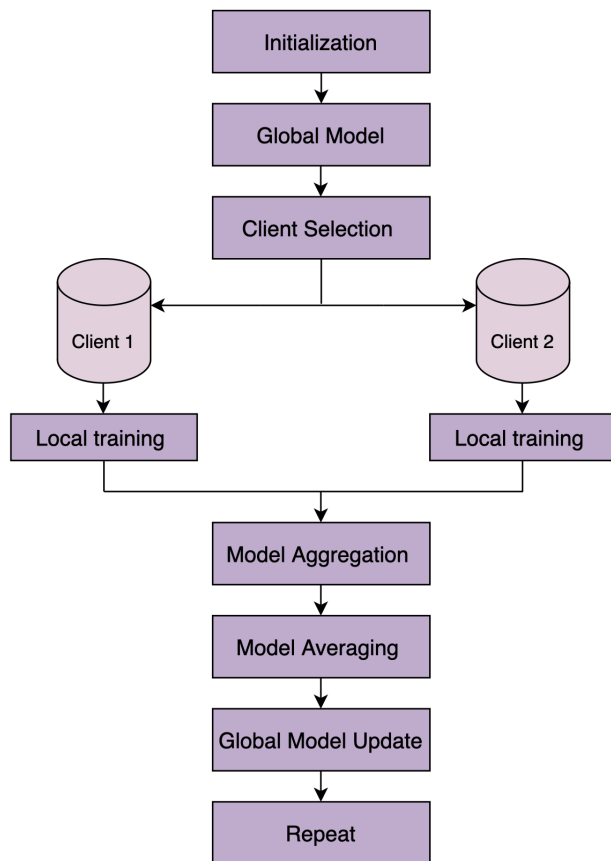 Initialization
Global Model
Client Selection
Client 1
Client 2
Local training
Local training
Model Aggregation
Model Averaging
Global Model Update
Repeat